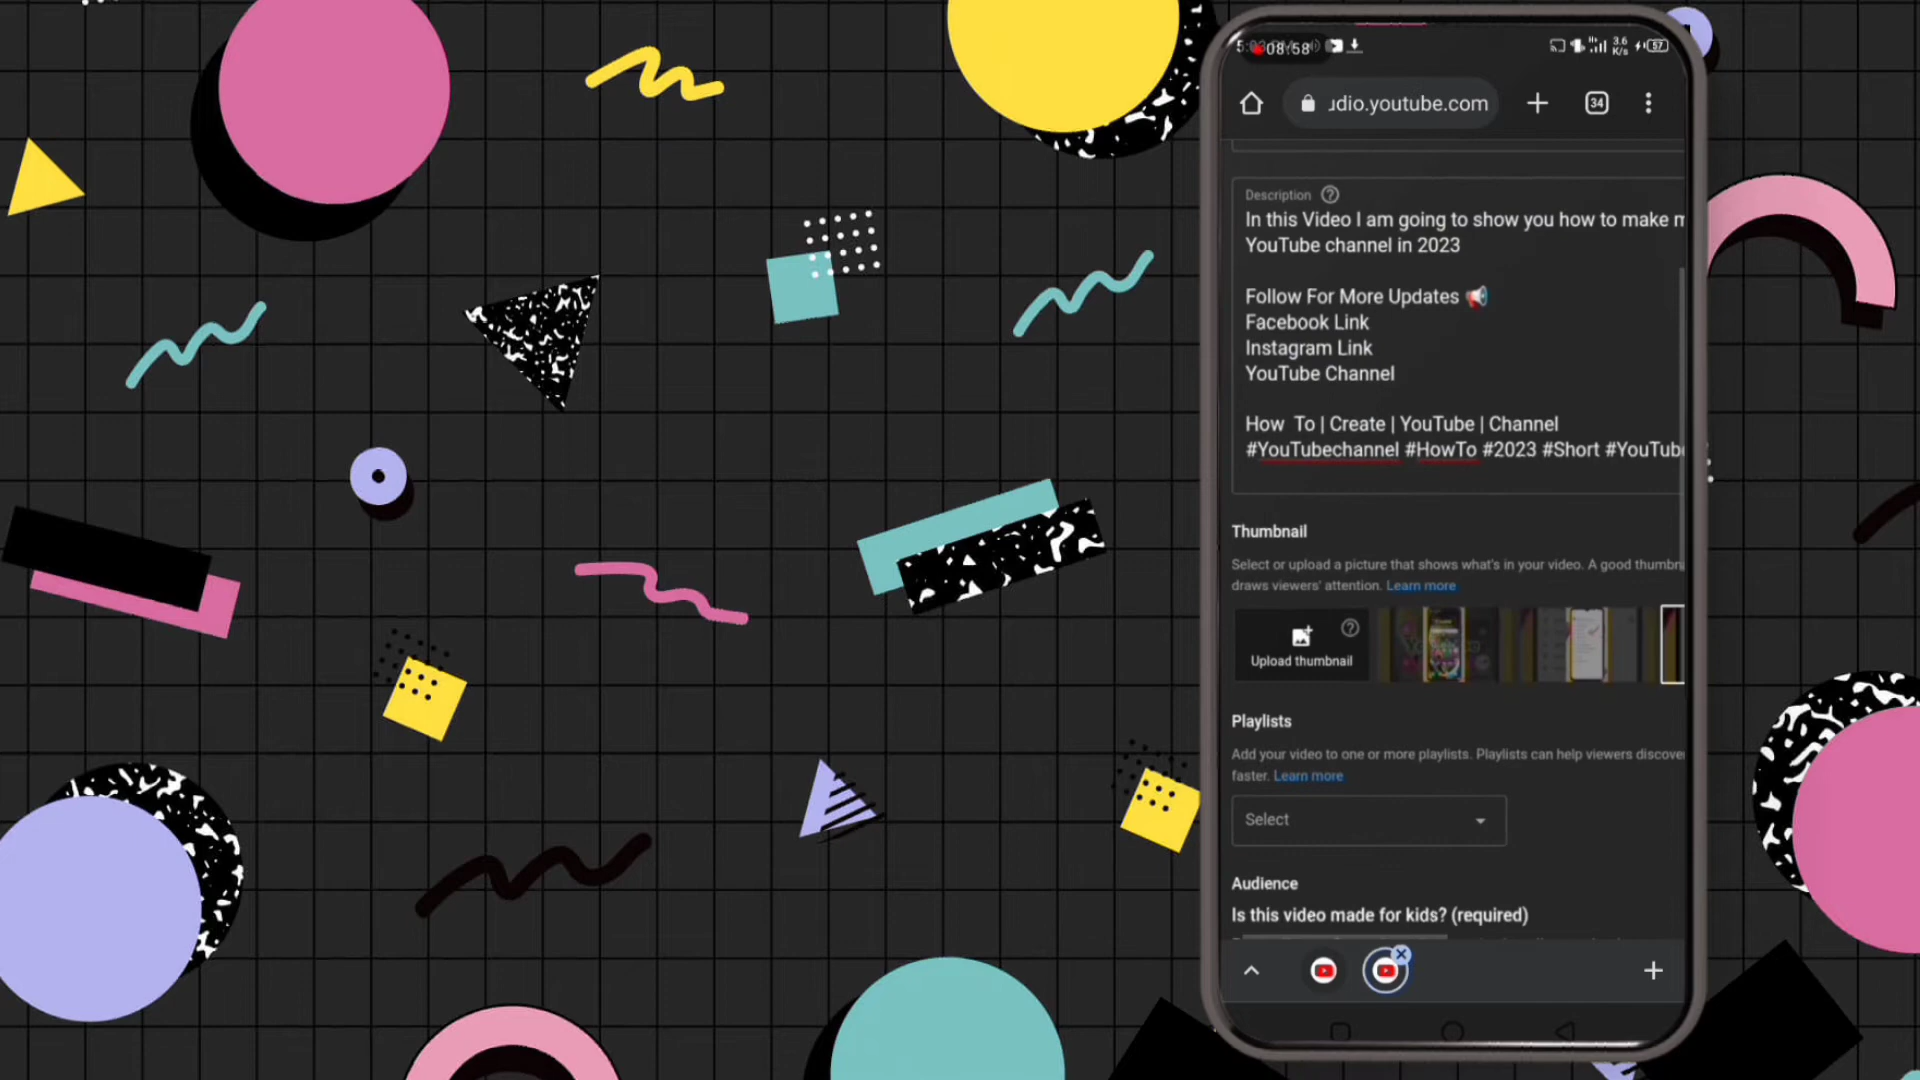 08:58
3.6
K/s
57
udio.youtube.com
34
Description
In this Video I am going to show you how to make m
YouTube channel in 2023
Follow For More Updates 📢
Facebook Link
Instagram Link
YouTube Channel
How To | Create | YouTube | Channel
#YouTubechannel #HowTo #2023 #Short #YouTube
Thumbnail
Select or upload a picture that shows what's in your video. A good thumbn
draws viewers' attention. Learn more
Upload thumbnail
Playlists
Add your video to one or more playlists. Playlists can help viewers discove
faster. Learn more
Select
Audience
Is this video made for kids? (required)